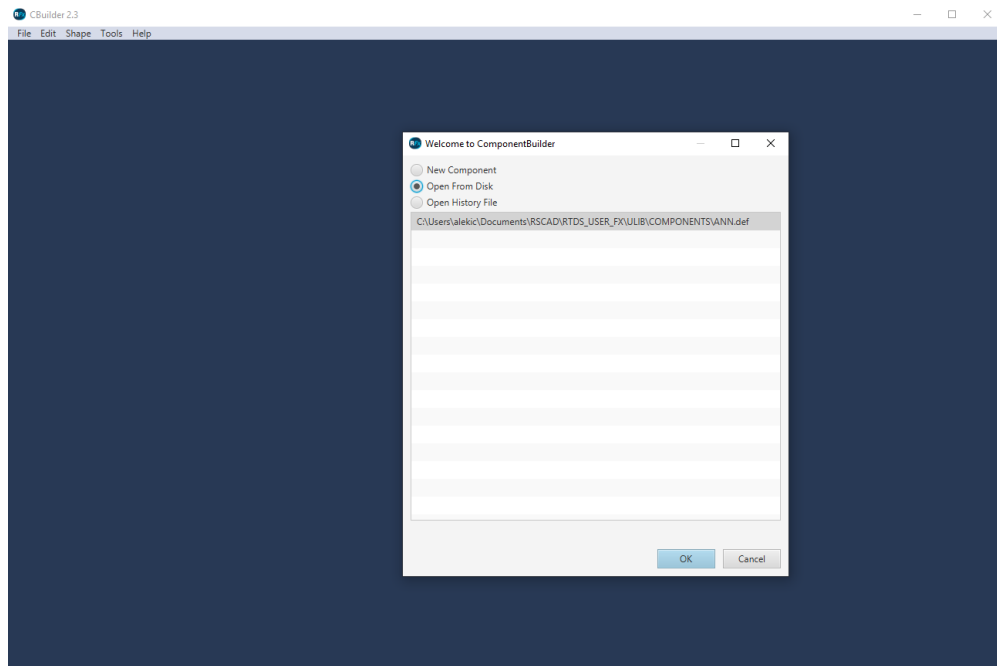 CBuilder 2.3
File Edit Shape Tools Help
Welcome to ComponentBuilder
New Component
Open From Disk
Open History File
C:\Users\alekic\Documents\RSCAD\RTDS_USER_FX\ULIB\COMPONENTS\ANN.def
OK Cancel